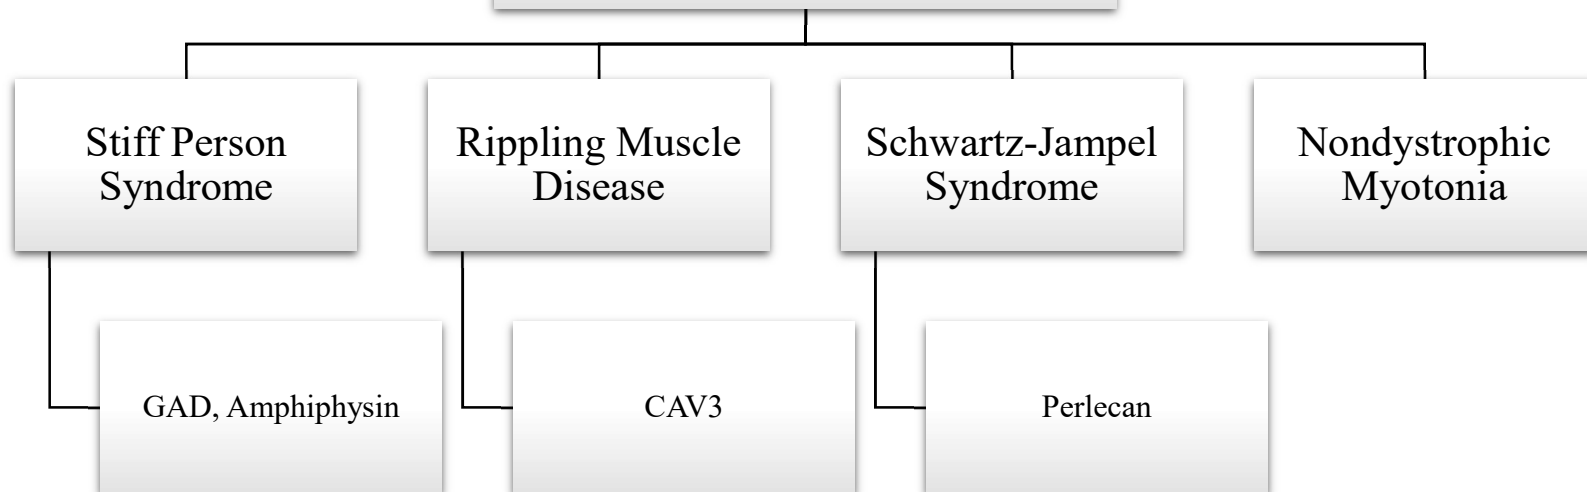 Stiff Person
Syndrome
Rippling Muscle
Disease
Schwartz-Jampel
Syndrome
Nondystrophic
Myotonia
GAD, Amphiphysin
CAV3
Perlecan